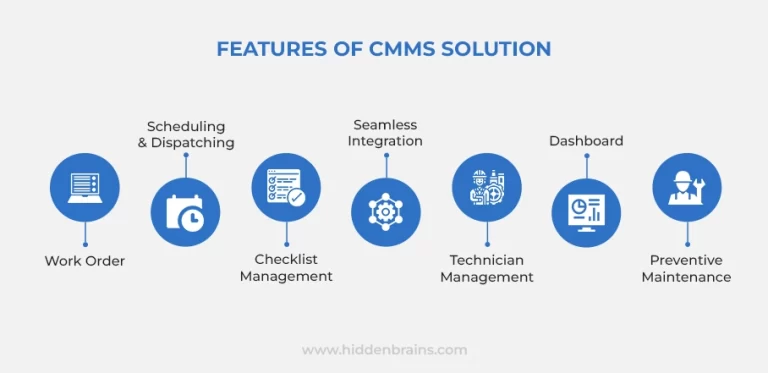 FEATURES OF CMMS SOLUTION
Work Order
Scheduling
& Dispatching
Checklist
Management
Seamless
Integration
Technician
Management
Dashboard
Preventive
Maintenance
www.hiddenbrains.com